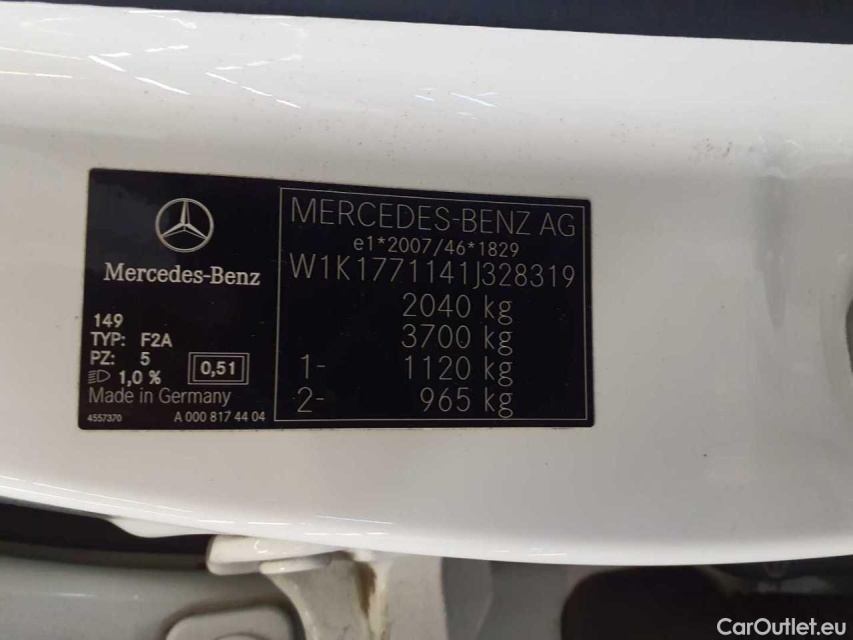 Mercedes-Benz
149
TYP: F2A
PZ: 5
1,0 %
0,51
Made in Germany
4557370 A 000 817 44 04
MERCEDES-BENZ AG
e1*2007/46*1829
W1K1771141J328319
2040 kg
3700 kg
1- 1120 kg
2- 965 kg
CarOutlet.eu